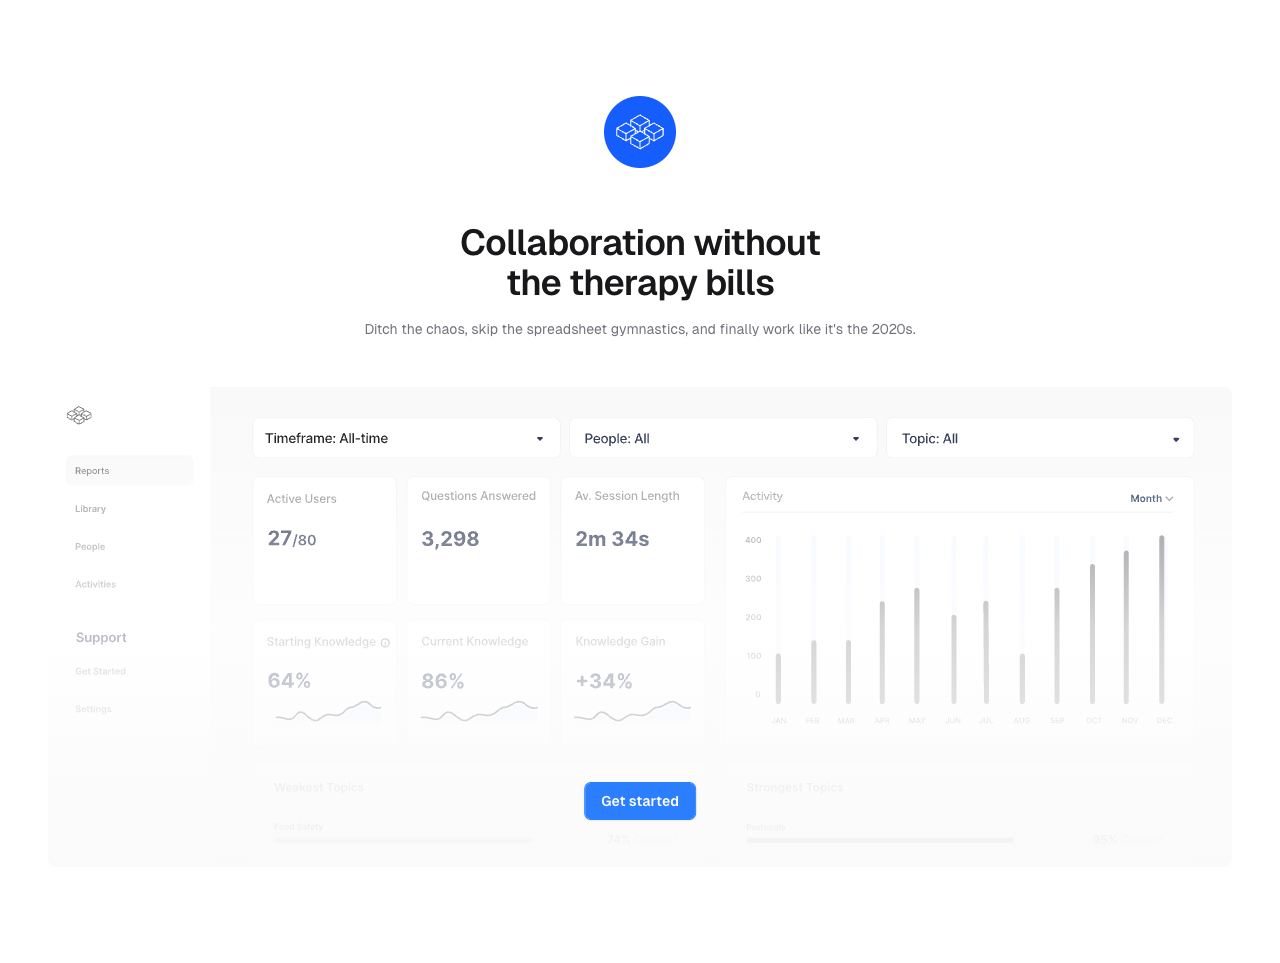 Collaboration without
the therapy bills
Ditch the chaos, skip the spreadsheet gymnastics, and finally work like it's the 2020s.
Timeframe: All-time
People: All
Topic: All
Reports
Library
People
Activities
Support
Get Started
Settings
Active Users
27/80
Questions Answered
3,298
Av. Session Length
2m 34s
Starting Knowledge
64%
Current Knowledge
86%
Knowledge Gain
+34%
Activity
Month
400
300
200
100
0
JAN FEB MAR APR MAY JUN JUL AUG SEP OCT NOV DEC
Weakest Topics
Food Safety
74%
Get started
Strongest Topics
95%